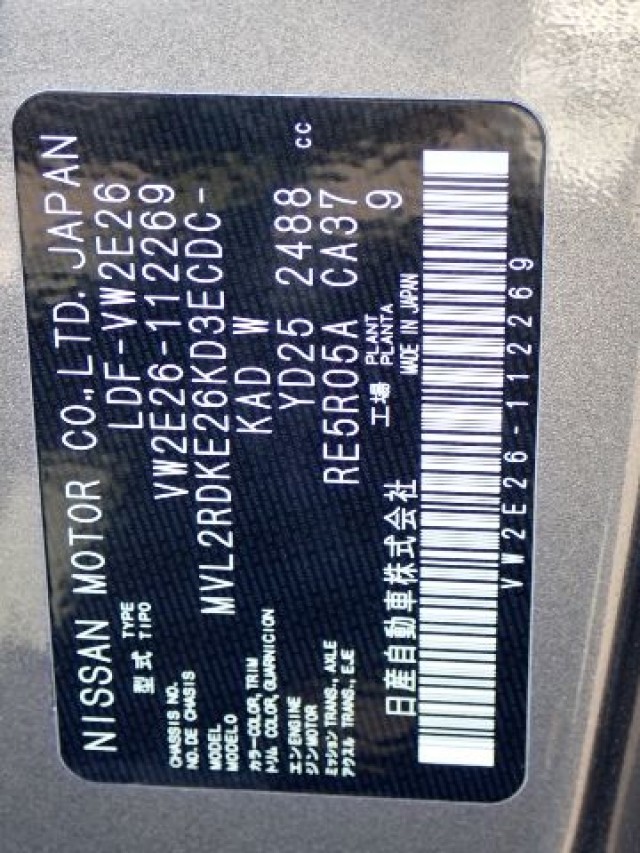 NISSAN MOTOR CO.,LTD. JAPAN
型式 TYPE TIPO LDF-VW2E26
CHASSIS NO. NO.DE CHASIS VW2E26-112269
MODEL MODELO MVL2RDKE26KD3ECDC-
カラー COLOR,TRIM トリム COLOR,GUARNICION KAD W
エンジン ENGINE MOTOR YD25 2488 CC
ミッション TRANS., AXLE アクスル TRANS., EJE RE5R05A CA37
工場 PLANT PLANTA 9
日産自動車株式会社 MADE IN JAPAN
VW2E26-112269